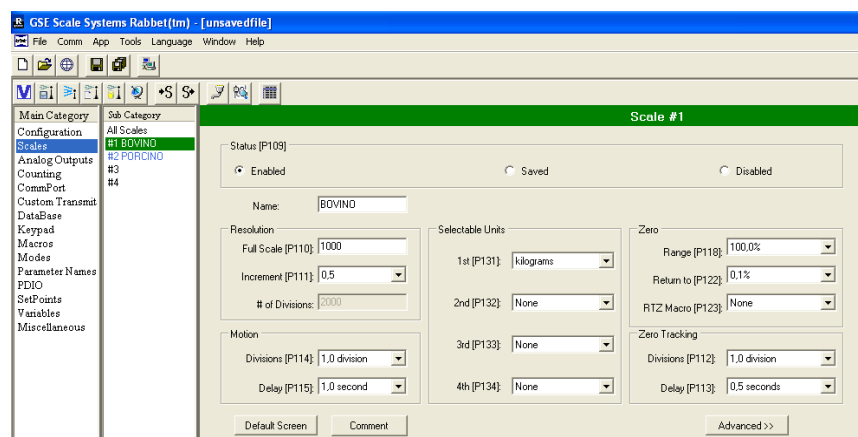 GSE Scale Systems Rabbet(tm) - [unsavedfile]
File Comm App Tools Language Window Help
Main Category
Configuration
Scales
Analog Outputs
Counting
CommPort
Custom Transmit
DataBase
Keypad
Macros
Modes
Parameter Names
PDIO
SetPoints
Variables
Miscellaneous
Sub Category
All Scales
#1 BOVINO
#2 PORCINO
#3
#4
Scale #1
Status [P109]
Enabled Saved Disabled
Name: BOVINO
Resolution
Full Scale [P110]: 1000
Increment [P111]: 0,5
# of Divisions: 2000
Motion
Divisions [P114]: 1,0 division
Delay [P115]: 1,0 second
Selectable Units
1st [P131]: kilograms
2nd [P132]: None
3rd [P133]: None
4th [P134]: None
Zero
Range [P118]: 100,0%
Return to [P122]: 0,1%
RTZ Macro [P123]: None
Zero Tracking
Divisions [P112]: 1,0 division
Delay [P113]: 0,5 seconds
Default Screen Comment Advanced >>